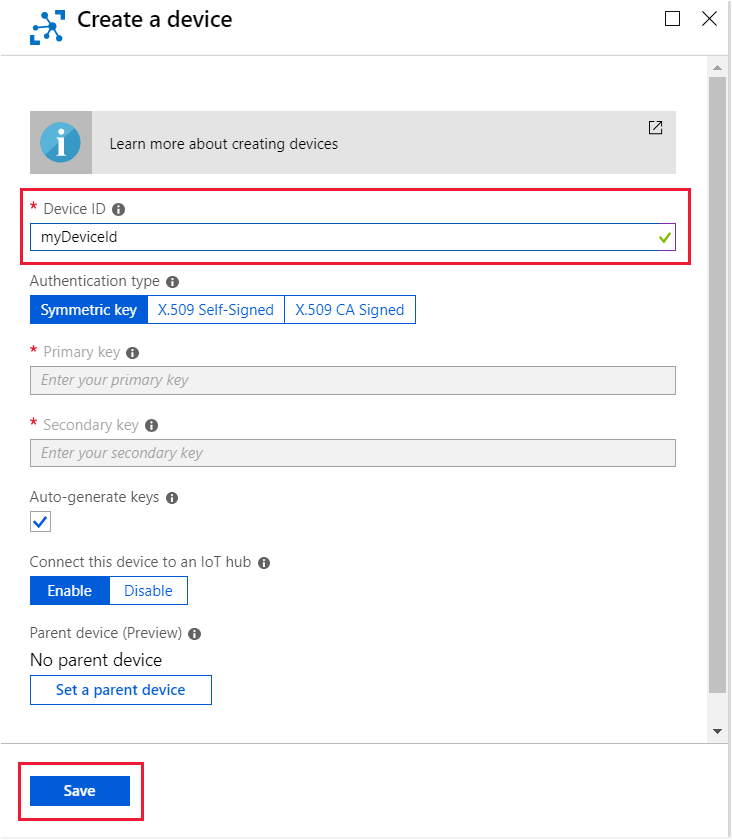 Create a device
Learn more about creating devices
* Device ID
myDeviceId
Authentication type
Symmetric key X.509 Self-Signed X.509 CA Signed
* Primary key
Enter your primary key
* Secondary key
Enter your secondary key
Auto-generate keys
Connect this device to an IoT hub
Enable Disable
Parent device (Preview)
No parent device
Set a parent device
Save